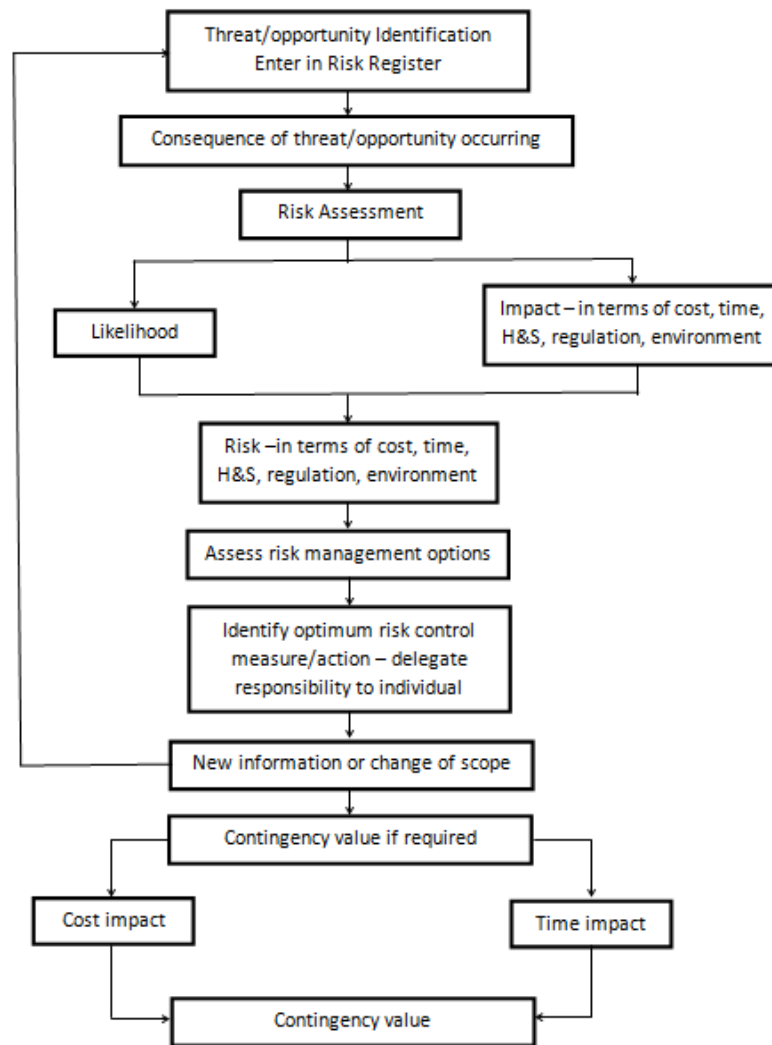 Threat/opportunity Identification
Enter in Risk Register
Consequence of threat/opportunity occurring
Risk Assessment
Likelihood
Impact – in terms of cost, time,
H&S, regulation, environment
Risk –in terms of cost, time,
H&S, regulation, environment
Assess risk management options
Identify optimum risk control
measure/action – delegate
responsibility to individual
New information or change of scope
Contingency value if required
Cost impact
Time impact
Contingency value